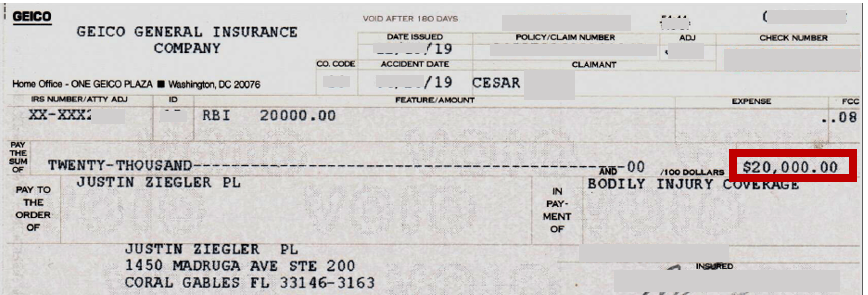 GEICO
VOID AFTER 180 DAYS
GEICO GENERAL INSURANCE
COMPANY
DATE ISSUED POLICY/CLAIM NUMBER ADJ CHECK NUMBER
/19
CO. CODE ACCIDENT DATE CLAIMANT
Home Office - ONE GEICO PLAZA ■ Washington, DC 20076 /19 CESAR
IRS NUMBER/ATTY ADJ ID FEATURE/AMOUNT EXPENSE FCC
XX-XXX RBI 20000.00 ..08
PAY THE SUM OF TWENTY-THOUSAND---AND---00 /100 DOLLARS $20,000.00
PAY TO THE ORDER OF JUSTIN ZIEGLER PL IN PAY-MENT OF BODILY INJURY COVERAGE
JUSTIN ZIEGLER PL
1450 MADRUGA AVE STE 200
CORAL GABLES FL 33146-3163
INSURED